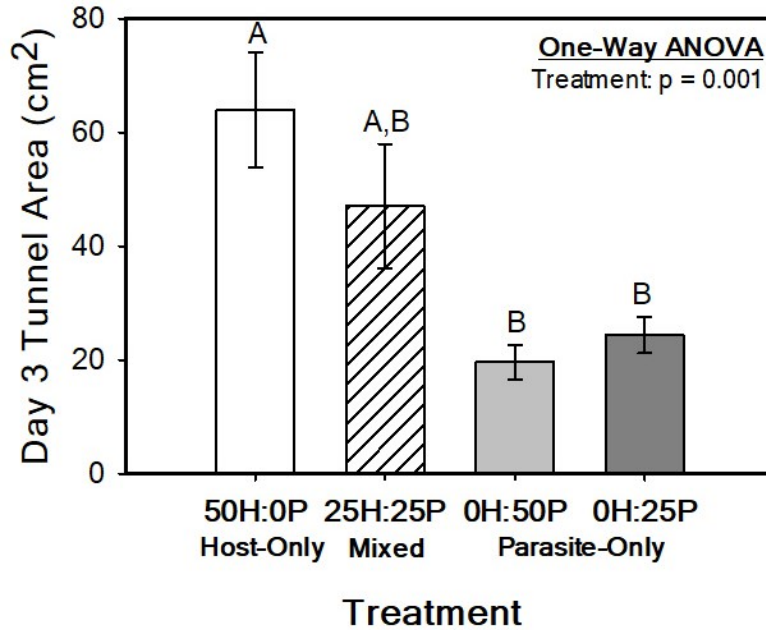 80
60
40
20
0
Day 3 Tunnel Area (cm²)
One-Way ANOVA
Treatment: p = 0.001
A
A,B
B
B
50H:0P 25H:25P 0H:50P 0H:25P
Host-Only Mixed Parasite-Only
Treatment